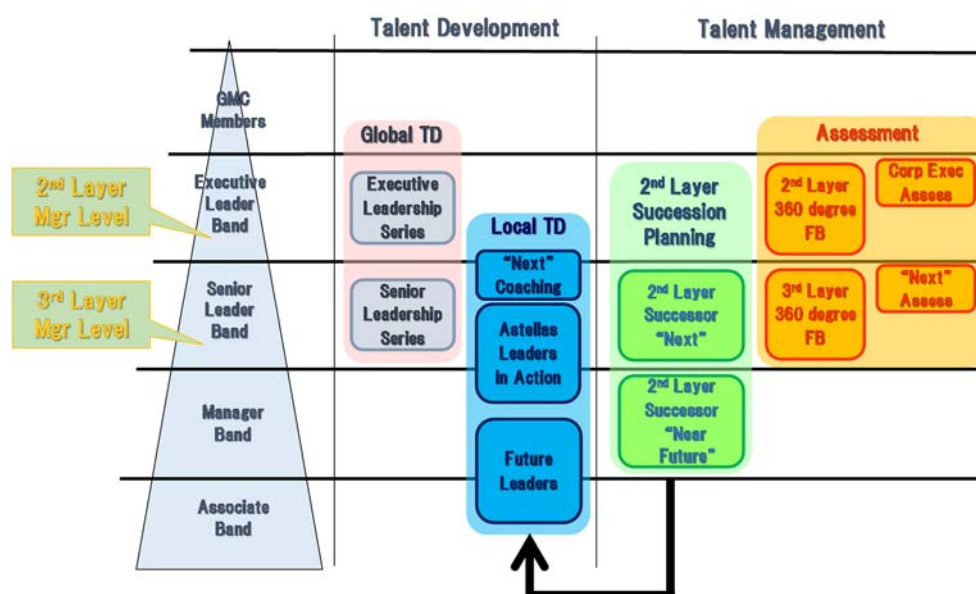 Talent Development
Talent Management
GMC
Members
Global TD
Assessment
2nd Layer
Mgr Level
Executive
Leader
Band
Executive
Leadership
Series
Local TD
2nd Layer
Succession
Planning
2nd Layer
360 degree
FB
Corp Exec
Assess
3rd Layer
Mgr Level
Senior
Leader
Band
Senior
Leadership
Series
“Next”
Coaching
Astellas
Leaders
in Action
2nd Layer
Successor
“Next”
3rd Layer
360 degree
FB
“Next”
Assess
Manager
Band
Future
Leaders
2nd Layer
Successor
“Near
Future”
Associate
Band